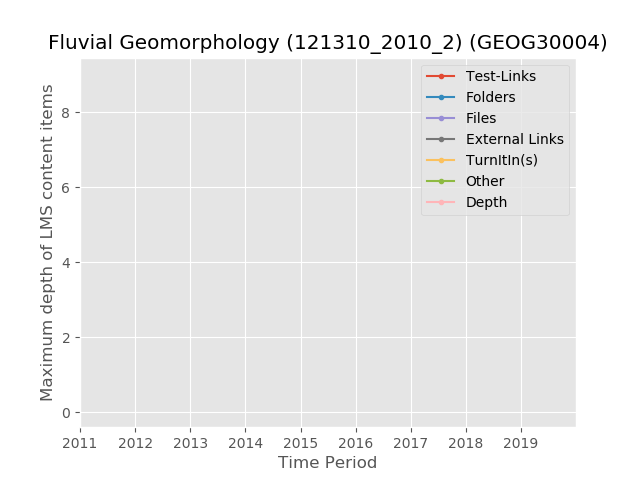 Fluvial Geomorphology (121310_2010_2) (GEOG30004)
Maximum depth of LMS content items
8
6
4
2
0
Test-Links
Folders
Files
External Links
TurnItIn(s)
Other
Depth
2011 2012 2013 2014 2015 2016 2017 2018 2019
Time Period